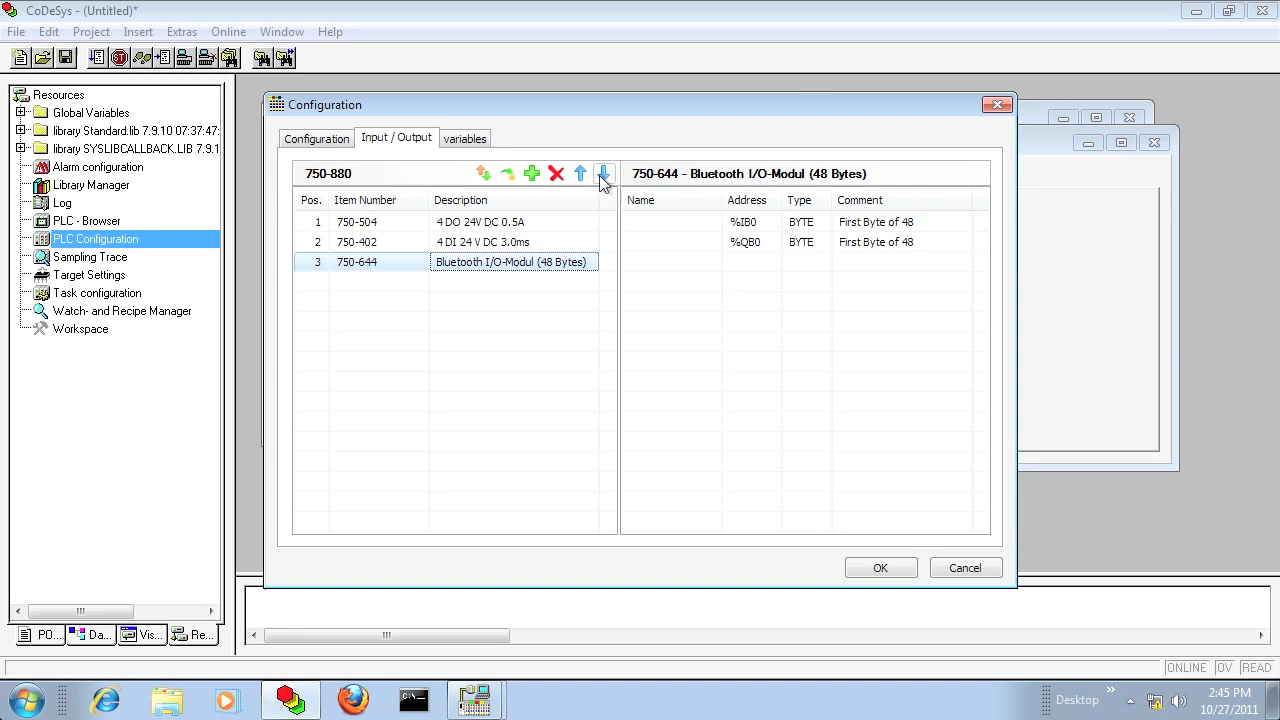 CoDeSys - (Untitled)*
File Edit Project Insert Extras Online Window Help
Resources
Global Variables
library Standard.lib 7.9.10 07:37:47:
library SYSLIBCALLBACK.LIB 7.9.1
Alarm configuration
Library Manager
Log
PLC - Browser
PLC Configuration
Sampling Trace
Target Settings
Task configuration
Watch- and Recipe Manager
Workspace
PO... Da... Vis... Re...
Configuration
Configuration Input / Output variables
750-880
Pos. Item Number Description
1 750-504 4 DO 24V DC 0.5A
2 750-402 4 DI 24 V DC 3.0ms
3 750-644 Bluetooth I/O-Modul (48 Bytes)
750-644 - Bluetooth I/O-Modul (48 Bytes)
Name Address Type Comment
%IB0 BYTE First Byte of 48
%QB0 BYTE First Byte of 48
OK Cancel
ONLINE OV READ
Desktop
2:45 PM
10/27/2011